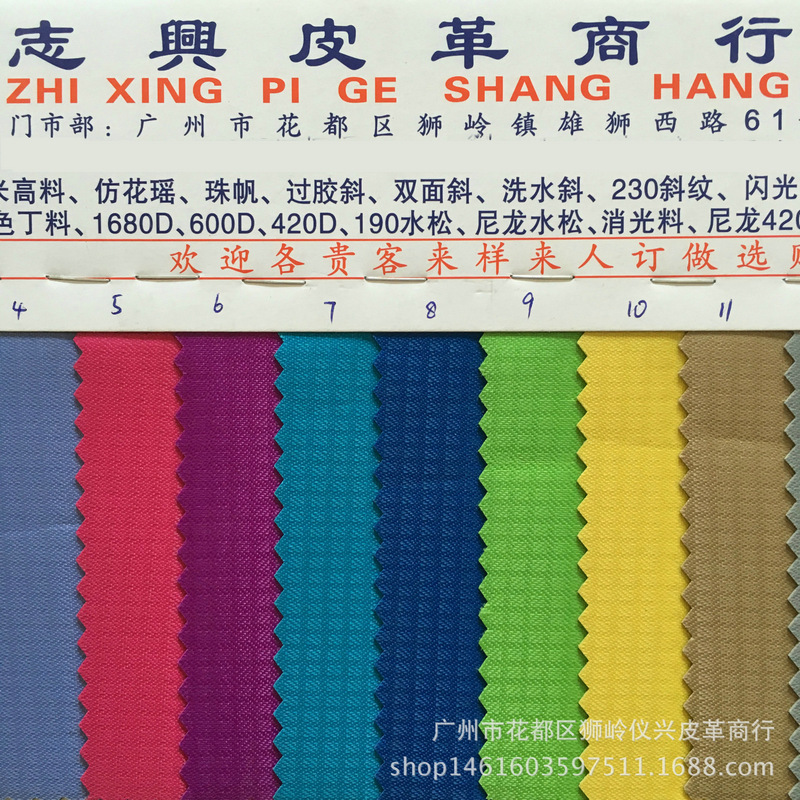 志興皮革商行
ZHI XING PI GE SHANG HANG
门市部：广州市花都区狮岭镇雄狮西路61
米高料、仿花瑶、珠帆、过胶斜、双面斜、洗水斜、230斜纹、闪光
色丁料、1680D、600D、420D、190水松、尼龙水松、消光料、尼龙420
欢迎各贵客来样来人订做选购
4 5 6 7 8 9 10 11
广州市花都区狮岭仪兴皮革商行
shop1461603597511.1688.com